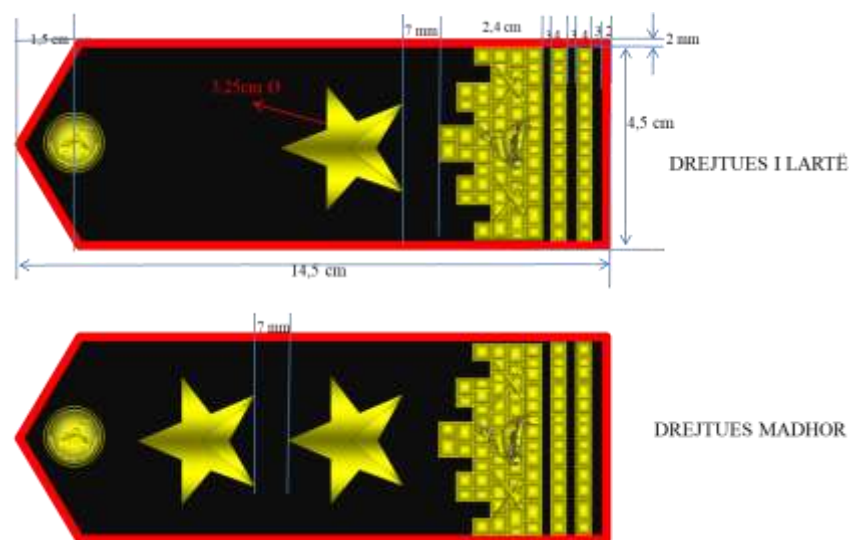 1,5 cm
7 mm
2,4 cm
2 mm
3,25cm Ø
4,5 cm
DREJTUES I LARTË
14,5 cm
7 mm
DREJTUES MADHOR